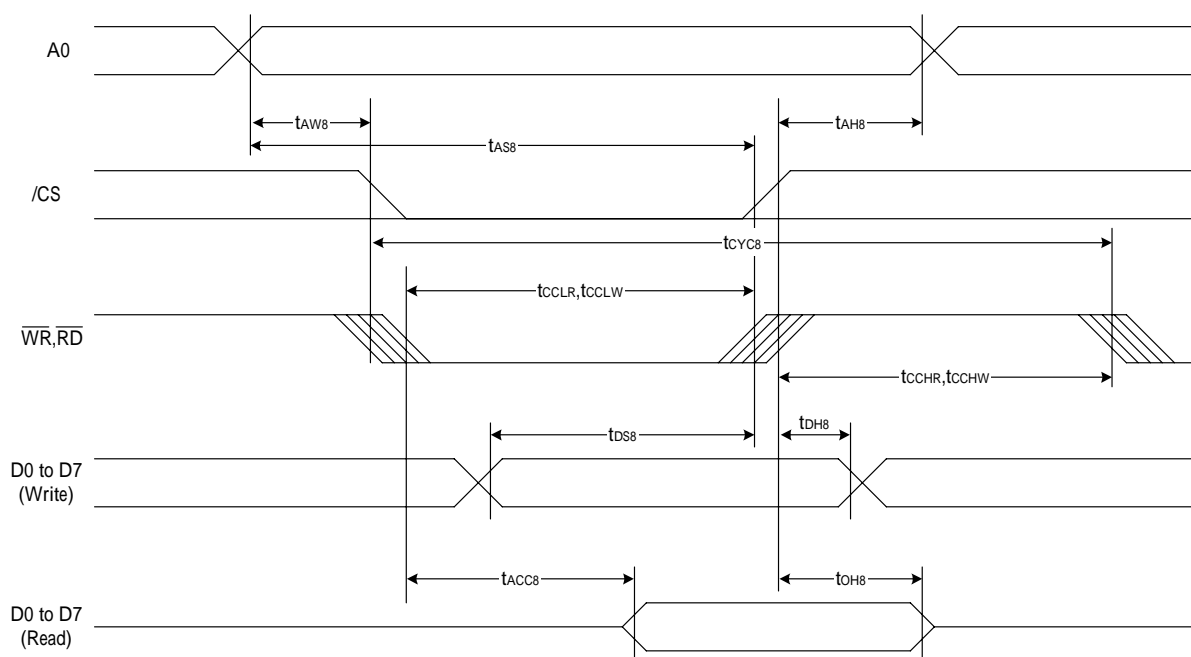 A0
tAW8
tAH8
tAS8
/CS
tCYC8
tCCLR,tCCLW
WR,RD
tCCHR,tCCHW
tDS8
tDH8
D0 to D7
(Write)
tACC8
tOH8
D0 to D7
(Read)